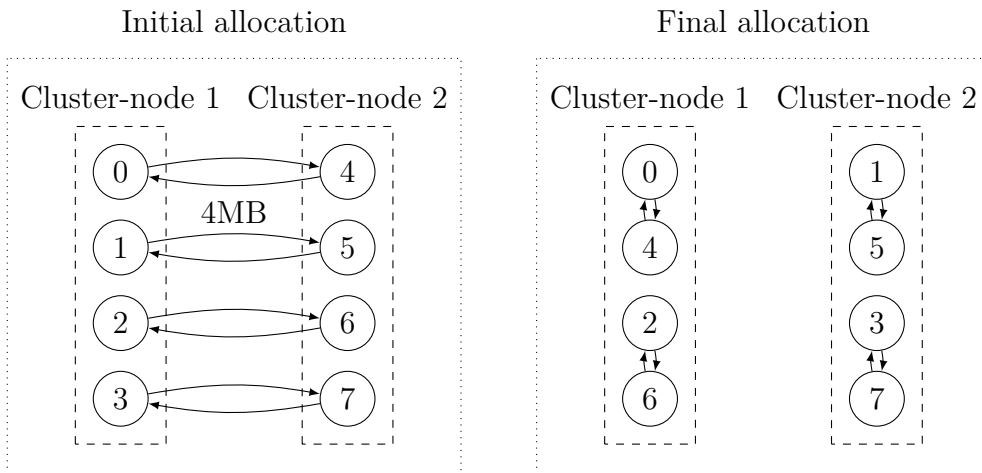 Initial allocation
Cluster-node 1
Cluster-node 2
0
4
4MB
1
5
2
6
3
7
Final allocation
Cluster-node 1
Cluster-node 2
0
1
4
5
2
3
6
7